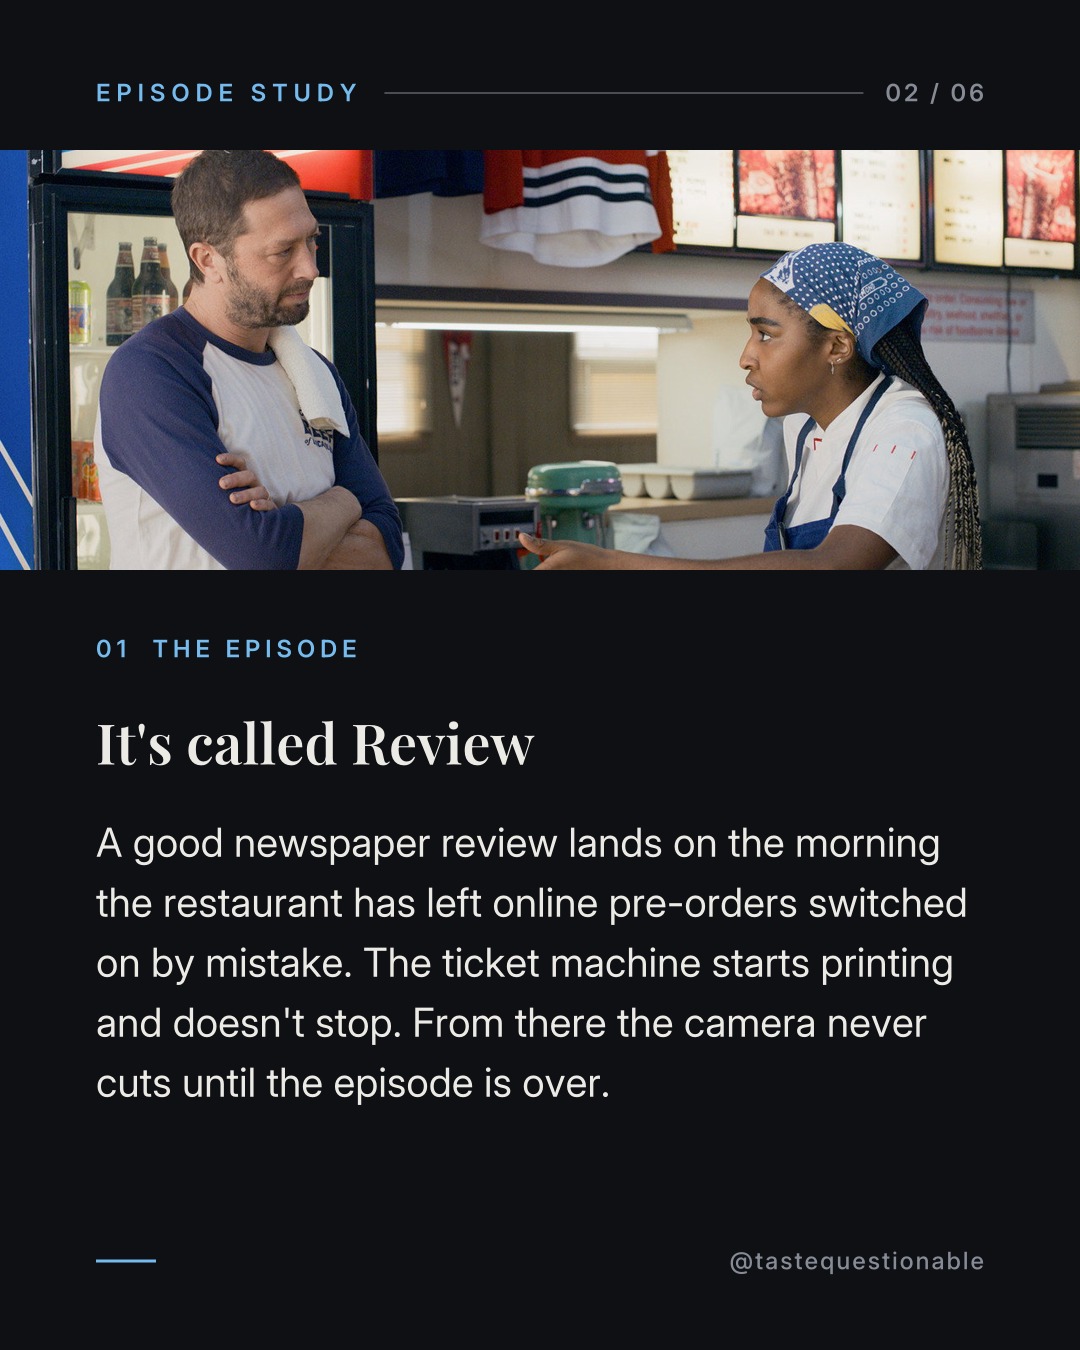 EPISODE STUDY
02 / 06
01 THE EPISODE
It's called Review
A good newspaper review lands on the morning
the restaurant has left online pre-orders switched
on by mistake. The ticket machine starts printing
and doesn't stop. From there the camera never
cuts until the episode is over.
@tastequestionable